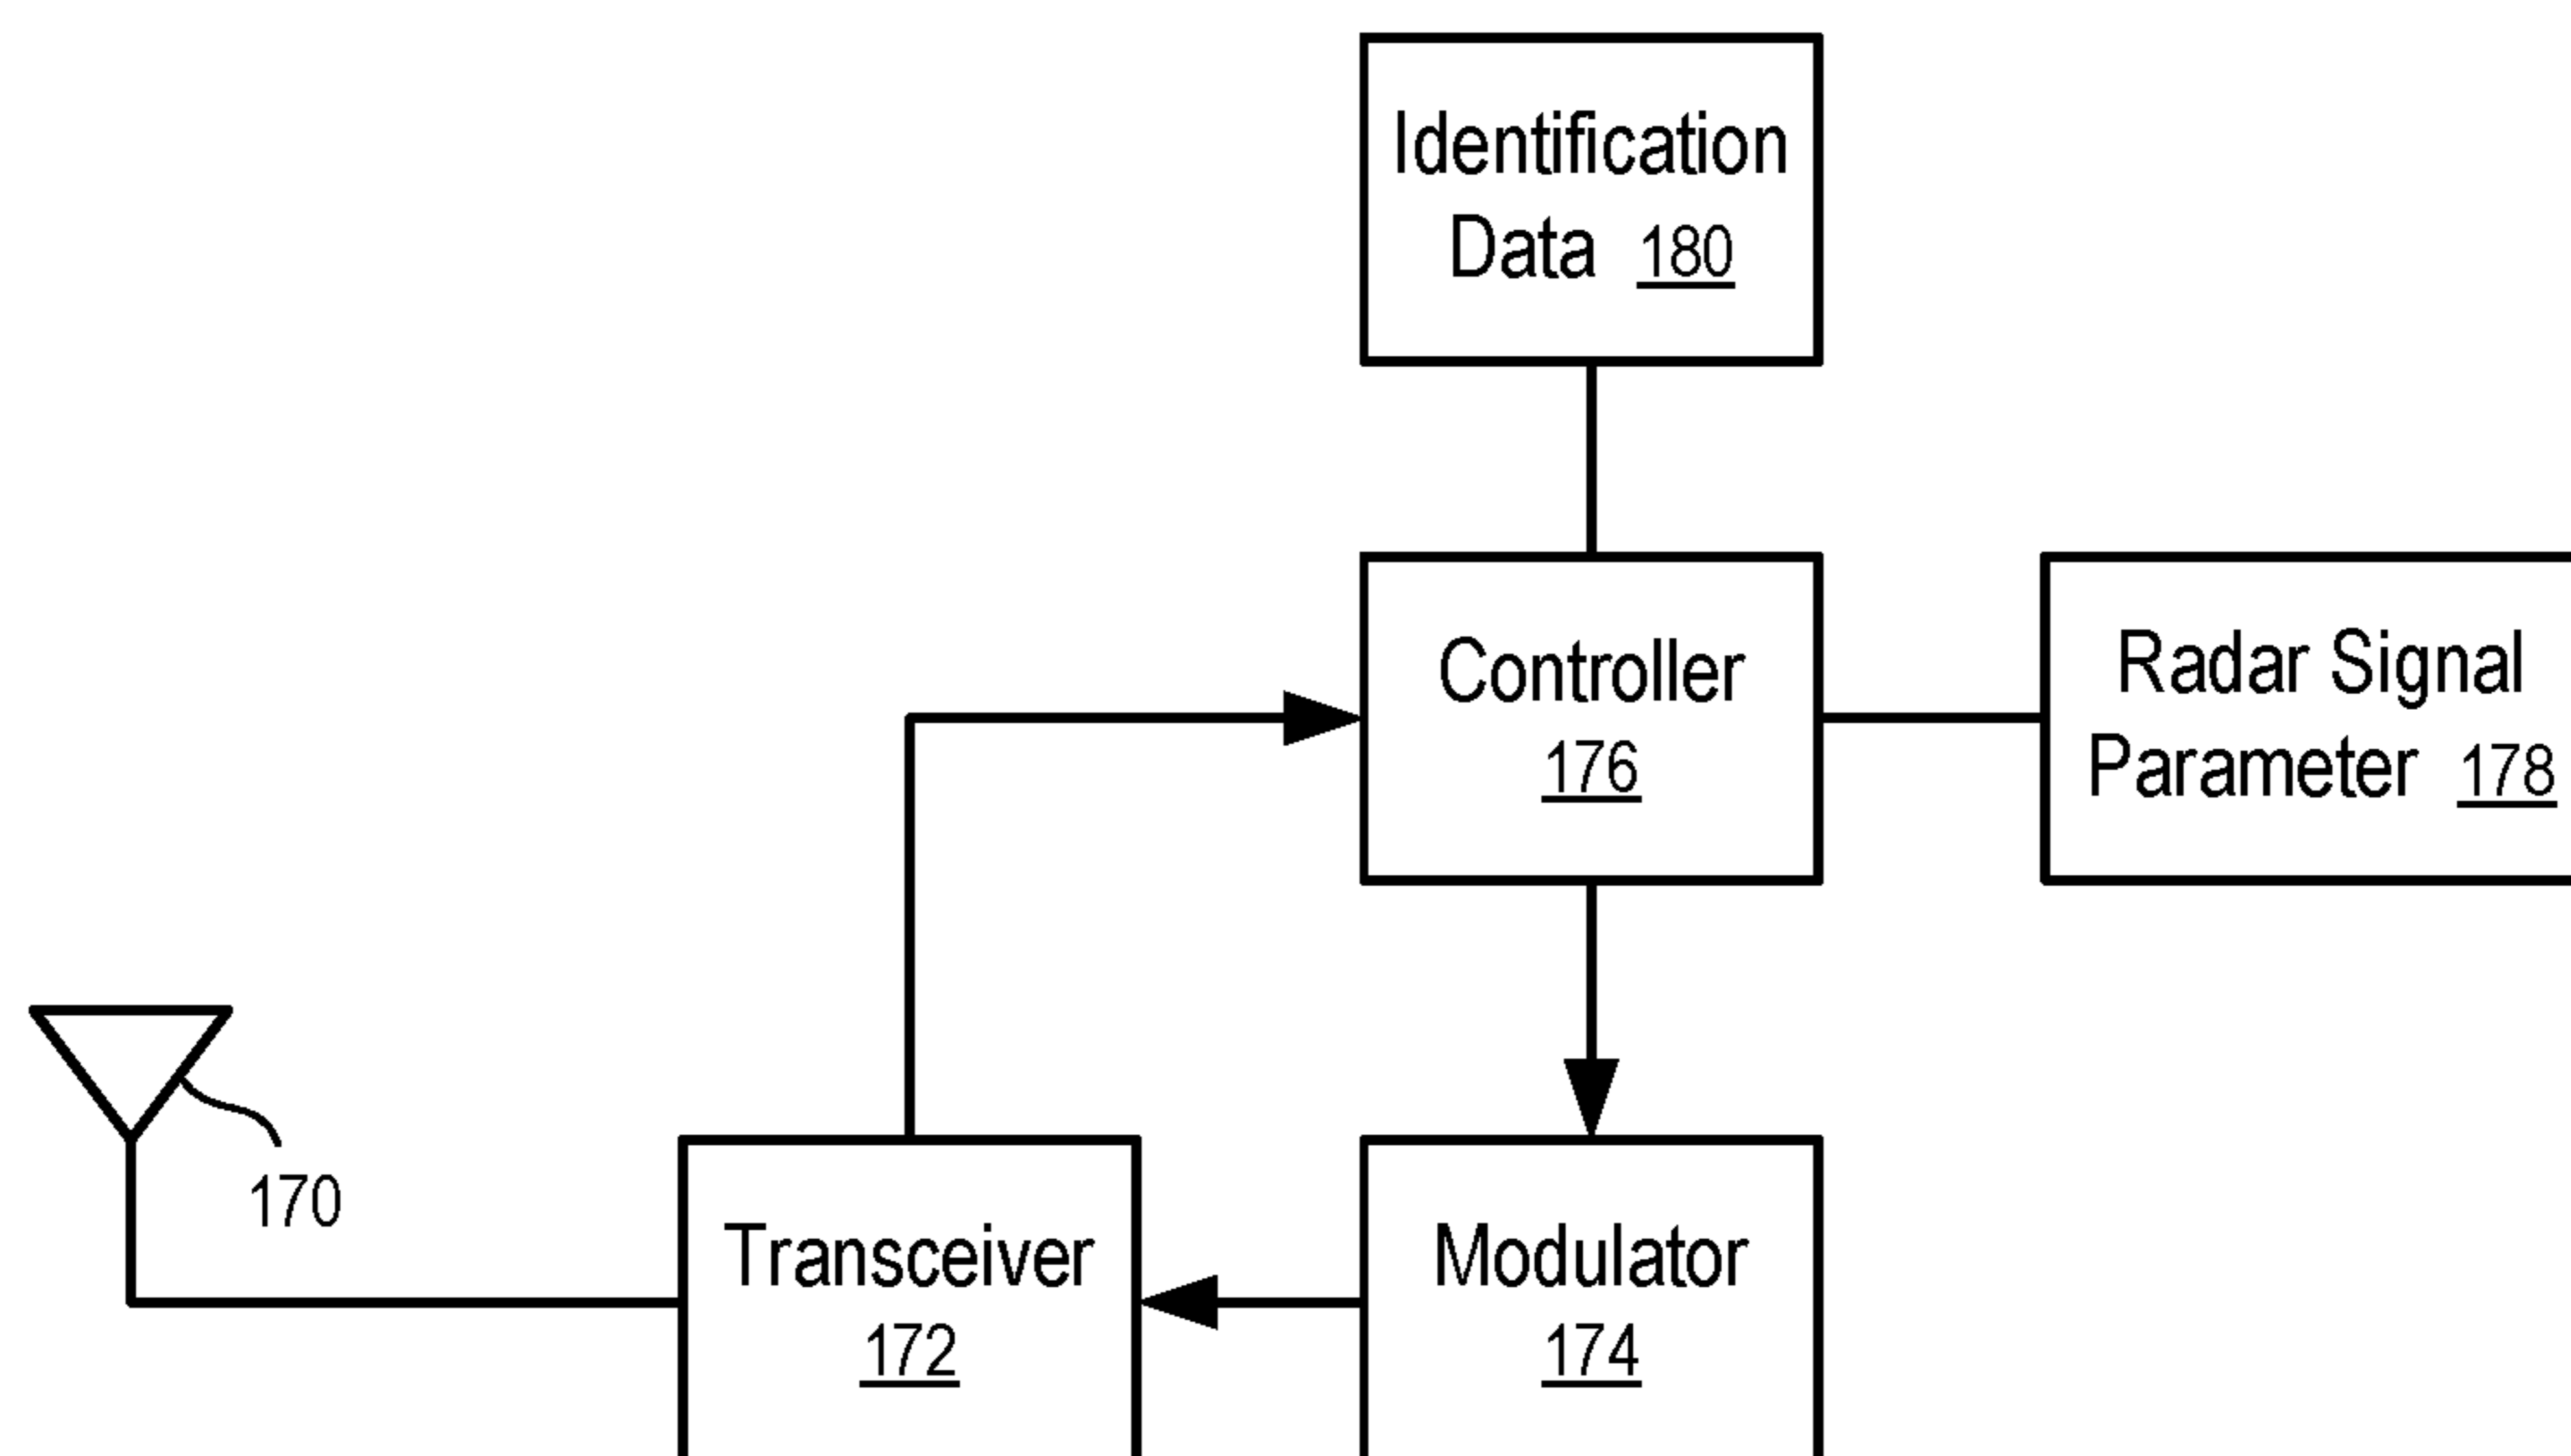 Identification
Data 180
Controller
176
Radar Signal
Parameter 178
170
Transceiver
172
Modulator
174